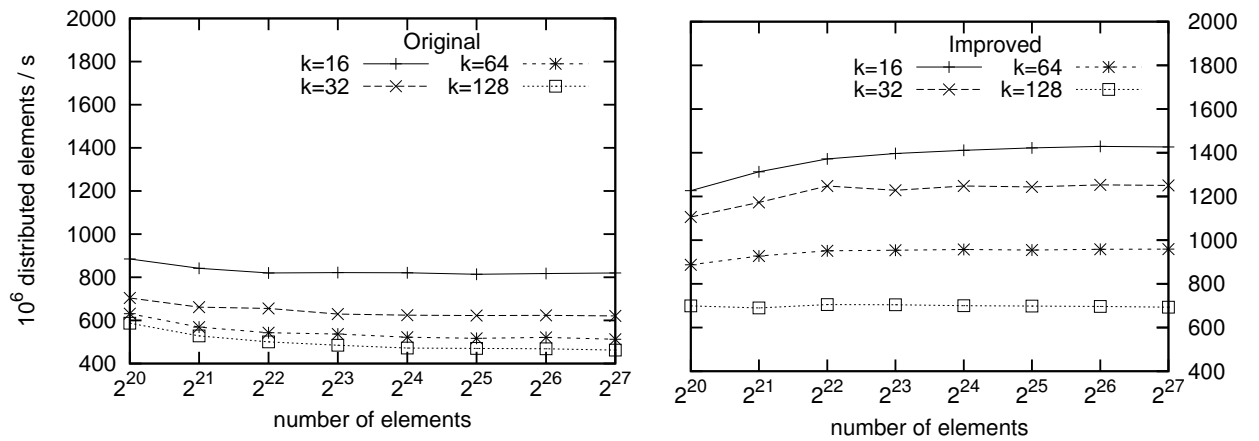 Original
k=16 k=64
k=32 k=128
2000
1800
1600
1400
1200
1000
800
600
400
10^6 distributed elements / s
2^20 2^21 2^22 2^23 2^24 2^25 2^26 2^27
number of elements
Improved
k=16 k=64
k=32 k=128
2000
1800
1600
1400
1200
1000
800
600
400
2^20 2^21 2^22 2^23 2^24 2^25 2^26 2^27
number of elements